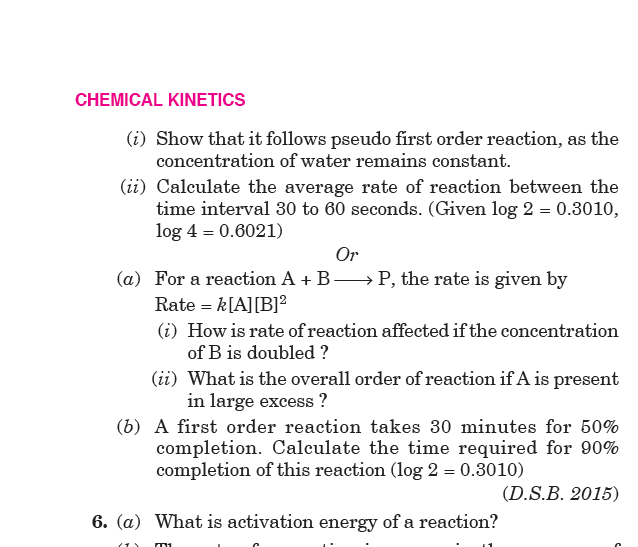 CHEMICAL KINETICS
(i) Show that it follows pseudo first order reaction, as the
concentration of water remains constant.
(ii) Calculate the average rate of reaction between the
time interval 30 to 60 seconds. (Given log 2 = 0.3010,
log 4 = 0.6021)
Or
(a) For a reaction A + B ⟶ P, the rate is given by
Rate = k[A][B]²
(i) How is rate of reaction affected if the concentration
of B is doubled ?
(ii) What is the overall order of reaction if A is present
in large excess ?
(b) A first order reaction takes 30 minutes for 50%
completion. Calculate the time required for 90%
completion of this reaction (log 2 = 0.3010)
(D.S.B. 2015)
6. (a) What is activation energy of a reaction?